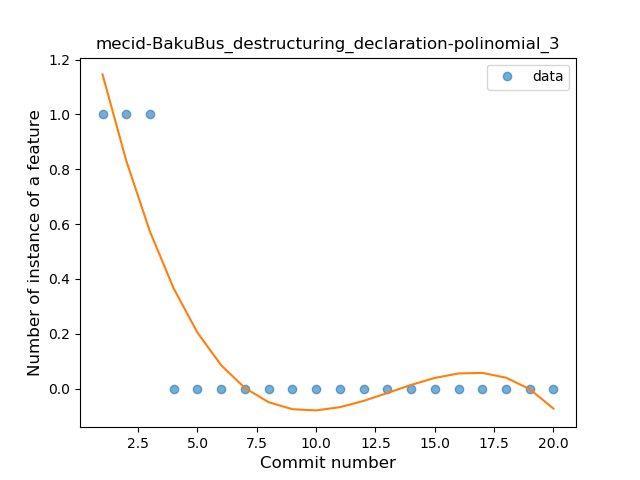 mecid-BakuBus_destructuring_declaration-polinomial_3
data
Number of instance of a feature
1.2
1.0
0.8
0.6
0.4
0.2
0.0
2.5 5.0 7.5 10.0 12.5 15.0 17.5 20.0
Commit number